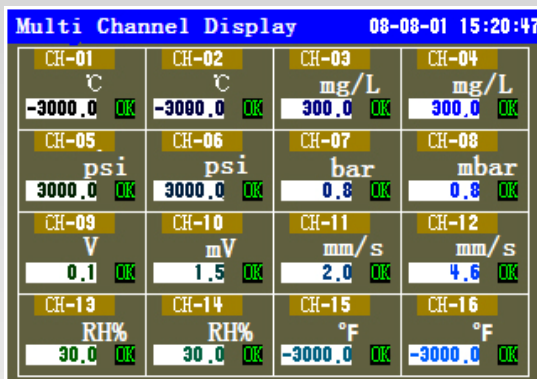 Multi Channel Display 08-08-01 15:20:47
CH-01 CH-02 CH-03 CH-04
℃ ℃ mg/L mg/L
-3000.0 OK -3000.0 OK 300.0 OK 300.0 OK
CH-05 CH-06 CH-07 CH-08
psi psi bar mbar
3000.0 OK 3000.0 OK 0.8 OK 0.8 OK
CH-09 CH-10 CH-11 CH-12
V mV mm/s mm/s
0.1 OK 1.5 OK 2.0 OK 4.6 OK
CH-13 CH-14 CH-15 CH-16
RH% RH% °F °F
30.0 OK 30.0 OK -3000.0 OK -3000.0 OK